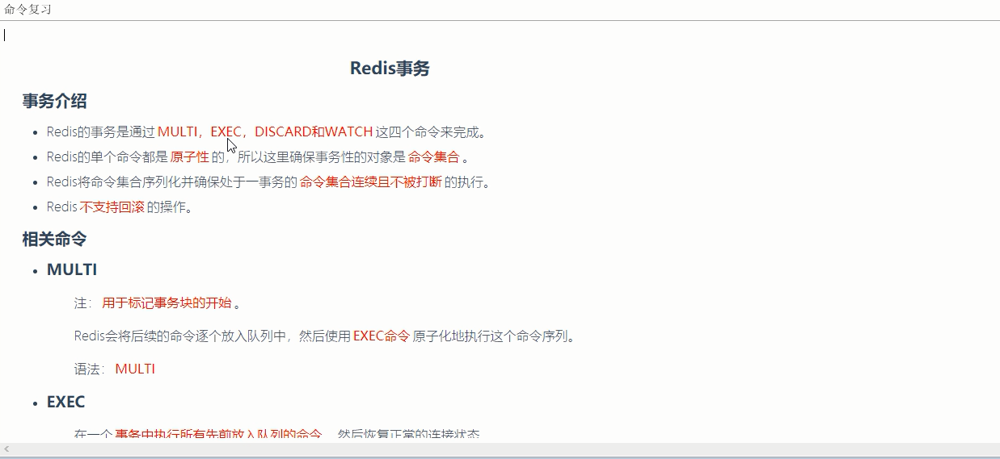 命令复习
Redis事务
事务介绍
Redis的事务是通过 MULTI，EXEC，DISCARD和WATCH 这四个命令来完成。
Redis的单个命令都是 原子性 的，所以这里确保事务性的对象是 命令集合 。
Redis将命令集合序列化并确保处于一事务的 命令集合连续且不被打断 的执行。
Redis 不支持回滚 的操作。
相关命令
MULTI
注： 用于标记事务块的开始 。
Redis会将后续的命令逐个放入队列中，然后使用 EXEC命令 原子化地执行这个命令序列。
语法： MULTI
EXEC
在一个 事务中执行所有先前放入队列的命令 ，然后恢复正常的连接状态